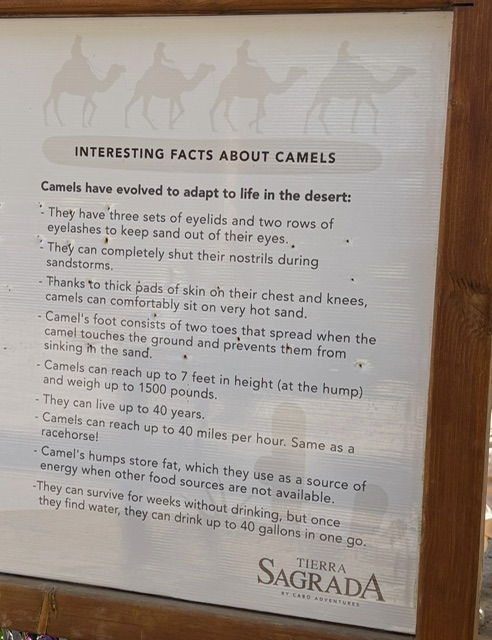 INTERESTING FACTS ABOUT CAMELS
Camels have evolved to adapt to life in the desert:
- They have three sets of eyelids and two rows of
eyelashes to keep sand out of their eyes.
- They can completely shut their nostrils during
sandstorms.
- Thanks to thick pads of skin on their chest and knees,
camels can comfortably sit on very hot sand.
- Camel's foot consists of two toes that spread when the
camel touches the ground and prevents them from
sinking in the sand.
- Camels can reach up to 7 feet in height (at the hump)
and weigh up to 1500 pounds.
- They can live up to 40 years.
- Camels can reach up to 40 miles per hour. Same as a
racehorse!
- Camel's humps store fat, which they use as a source of
energy when other food sources are not available.
-They can survive for weeks without drinking, but once
they find water, they can drink up to 40 gallons in one go.
TIERRA
SAGRADA
BY CABO ADVENTURES